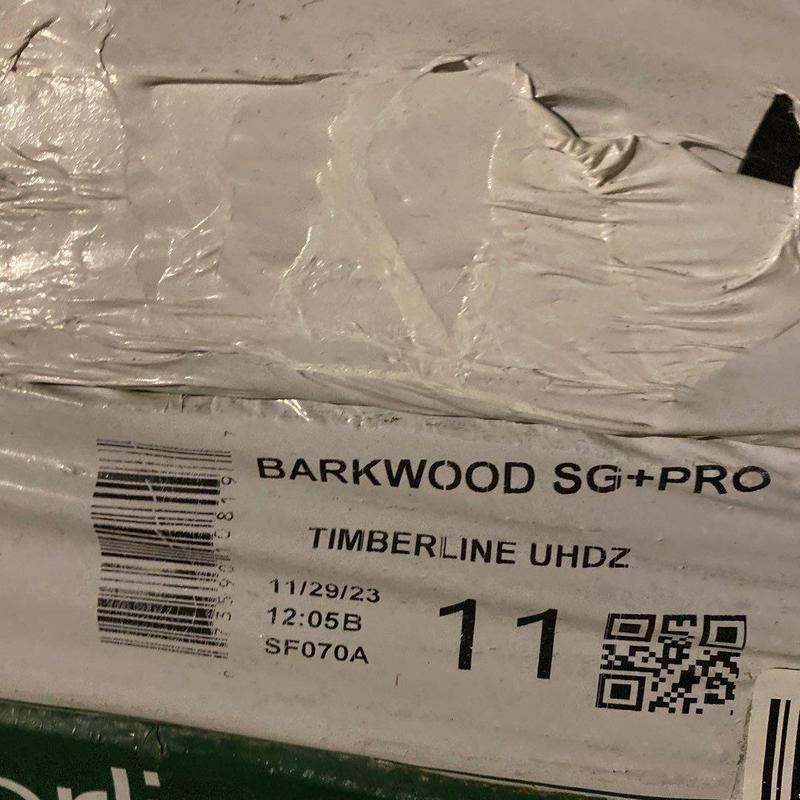 BARKWOOD SG+PRO
TIMBERLINE UHDZ
11/29/23
12:05B
SF070A
11